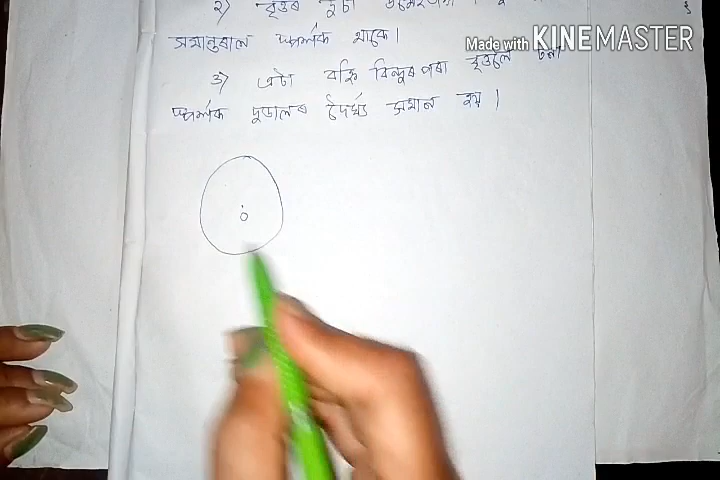 ২) বৃত্তৰ দুটা
সমান্তৰাল স্পৰ্শক থাকে।
Made with KINEMASTER
৩) এটা বহি বিন্দুৰ পৰা বৃত্তলৈ টনা
স্পৰ্শক দুডালৰ দৈৰ্ঘ্য সমান হয়।
o